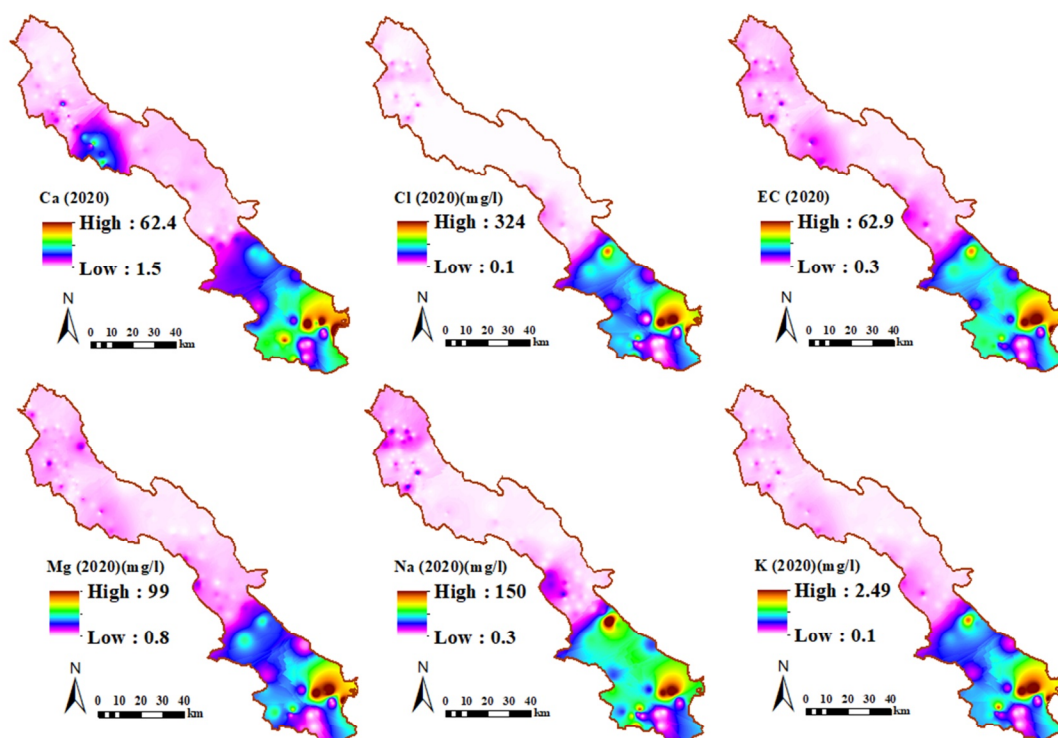 Ca (2020)
High : 62.4
Low : 1.5
N
0 10 20 30 40
km
Cl (2020)(mg/l)
High : 324
Low : 0.1
N
0 10 20 30 40
km
EC (2020)
High : 62.9
Low : 0.3
N
0 10 20 30 40
km
Mg (2020)(mg/l)
High : 99
Low : 0.8
N
0 10 20 30 40
km
Na (2020)(mg/l)
High : 150
Low : 0.3
N
0 10 20 30 40
km
K (2020)(mg/l)
High : 2.49
Low : 0.1
N
0 10 20 30 40
km